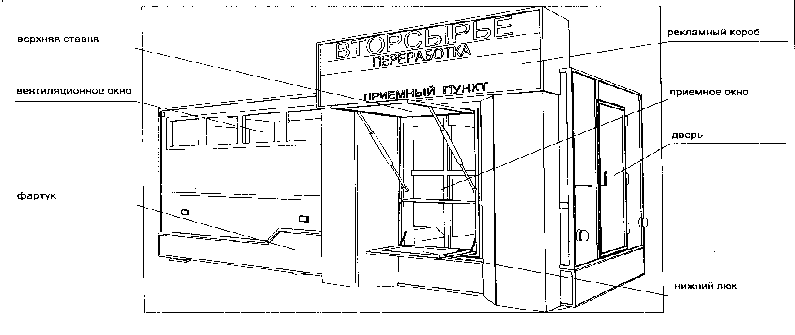 верхняя ставня
вентиляционное окно
фартук
ВТОРСЫРЬЕ
ПЕРЕРАБОТКА
ПРИЕМНЫЙ ПУНКТ
рекламный короб
приемное окно
дверь
нижний люк